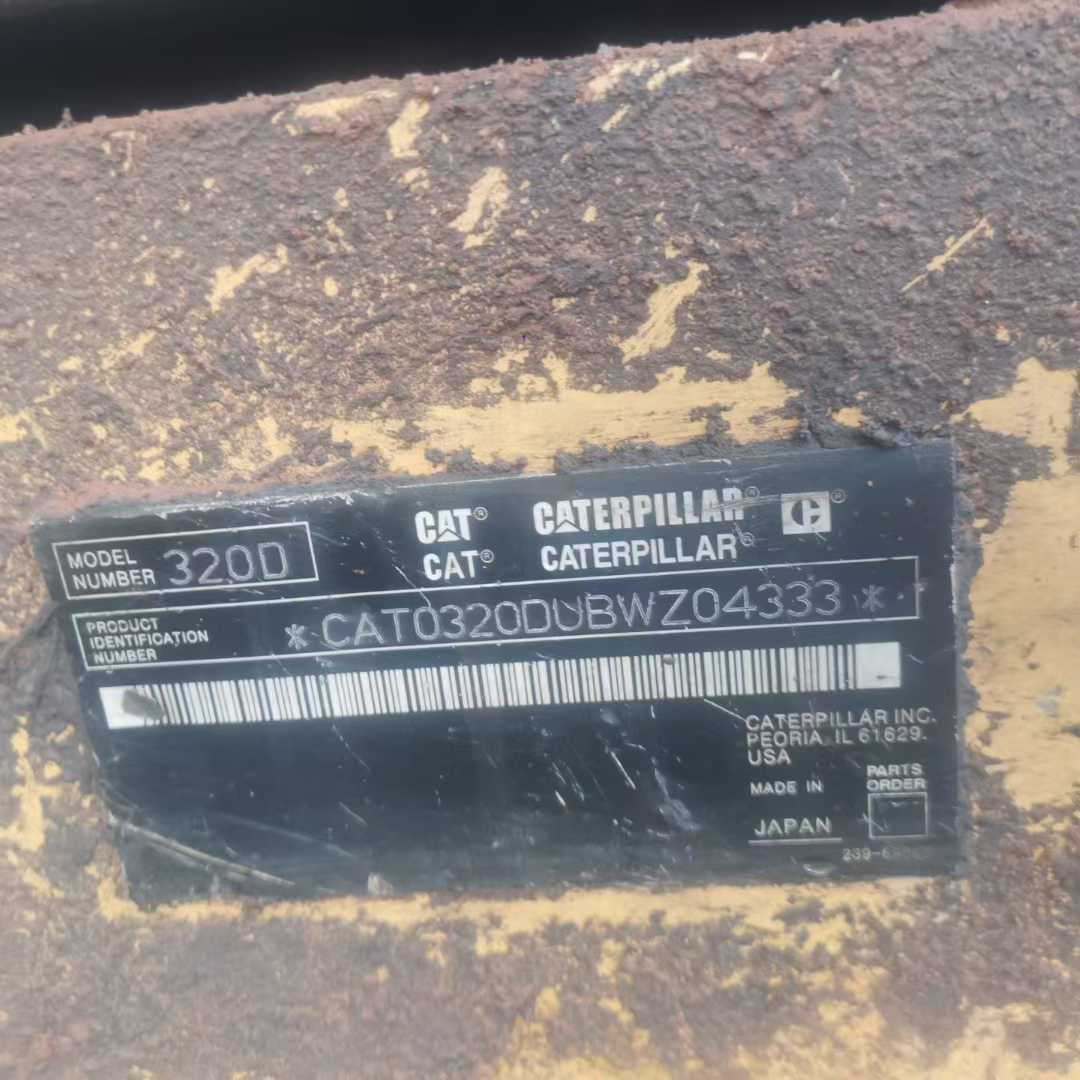 CAT® CATERPILLAR® C®
CAT® CATERPILLAR®
MODEL
NUMBER 320D
PRODUCT
IDENTIFICATION
NUMBER
*CAT0320DUBWZ04333*
CATERPILLAR INC.
PEORIA IL 61629.
USA
MADE IN
JAPAN
PARTS
ORDER